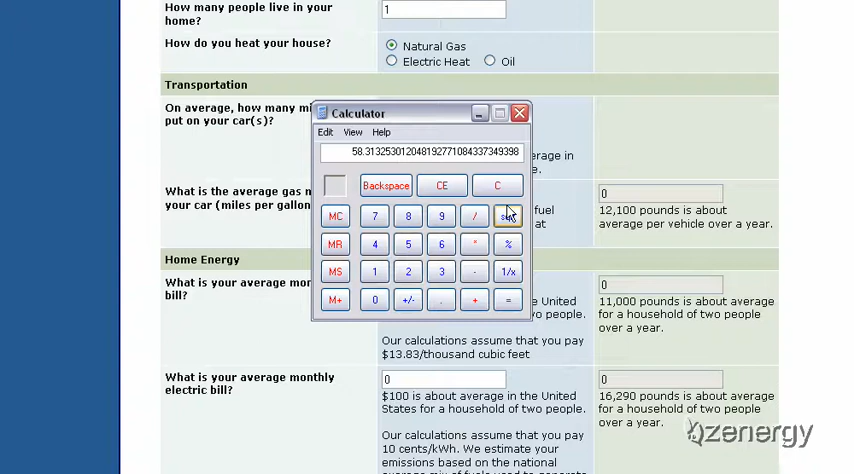 How many people live in your
home?
1
How do you heat your house?
Natural Gas
Electric Heat
Oil
Transportation
On average, how many
put on your car(s)?
in
What is the average gas
your car (miles per
fuel
at
0
12,100 pounds is about
average per vehicle over a year.
Home Energy
What is your average
bill?
the United
two people.
Our calculations assume that you pay
$13.83/thousand cubic feet
0
11,000 pounds is about average
for a household of two people
over a year.
What is your average monthly
electric bill?
0
$100 is about average in the United
States for a household of two people.
Our calculations assume that you pay
10 cents/kWh. We estimate your
emissions based on the national
0
16,290 pounds is about average
for a household of two people
over a year.
Calculator
Edit View Help
58.313253012048192771084337349398
Backspace CE C
MC 7 8 9 /
MR 4 5 6 * %
MS 1 2 3 - 1/x
M+ 0 +/- . + =
qzenergy